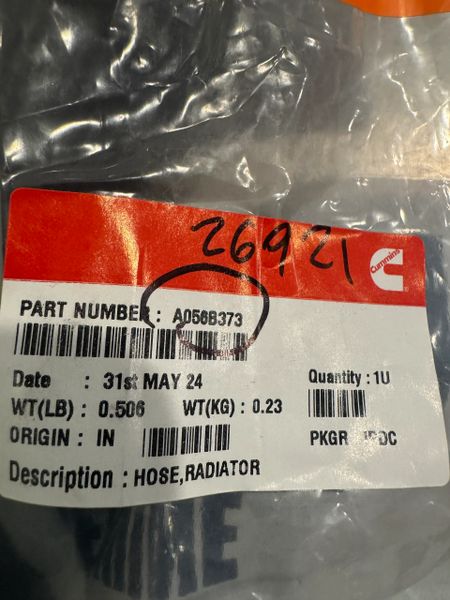 269.21
Cummins
PART NUMBER : A056B373
Date : 31st MAY 24
Quantity : 1U
WT(LB) : 0.506 WT(KG) : 0.23
ORIGIN : IN
PKGR
Description : HOSE,RADIATOR